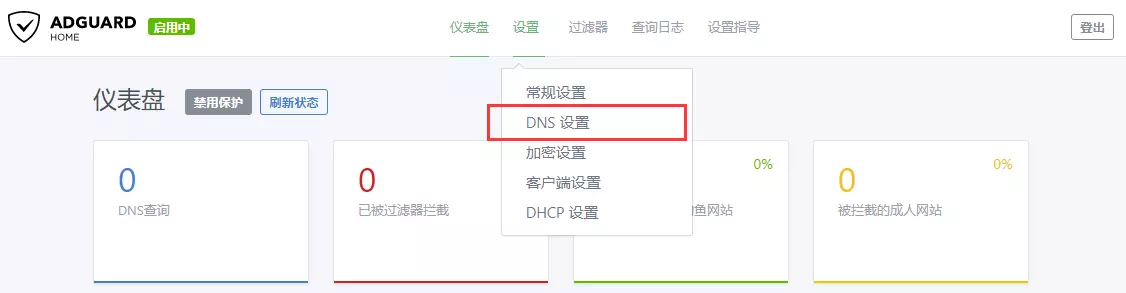 ADGUARD
HOME
启用中
仪表盘
设置
过滤器
查询日志
设置指导
登出
仪表盘
禁用保护
刷新状态
常规设置
DNS 设置
加密设置
客户端设置
DHCP 设置
0
DNS查询
0
已被过滤器拦截
0%
鱼网站
0%
0
被拦截的成人网站